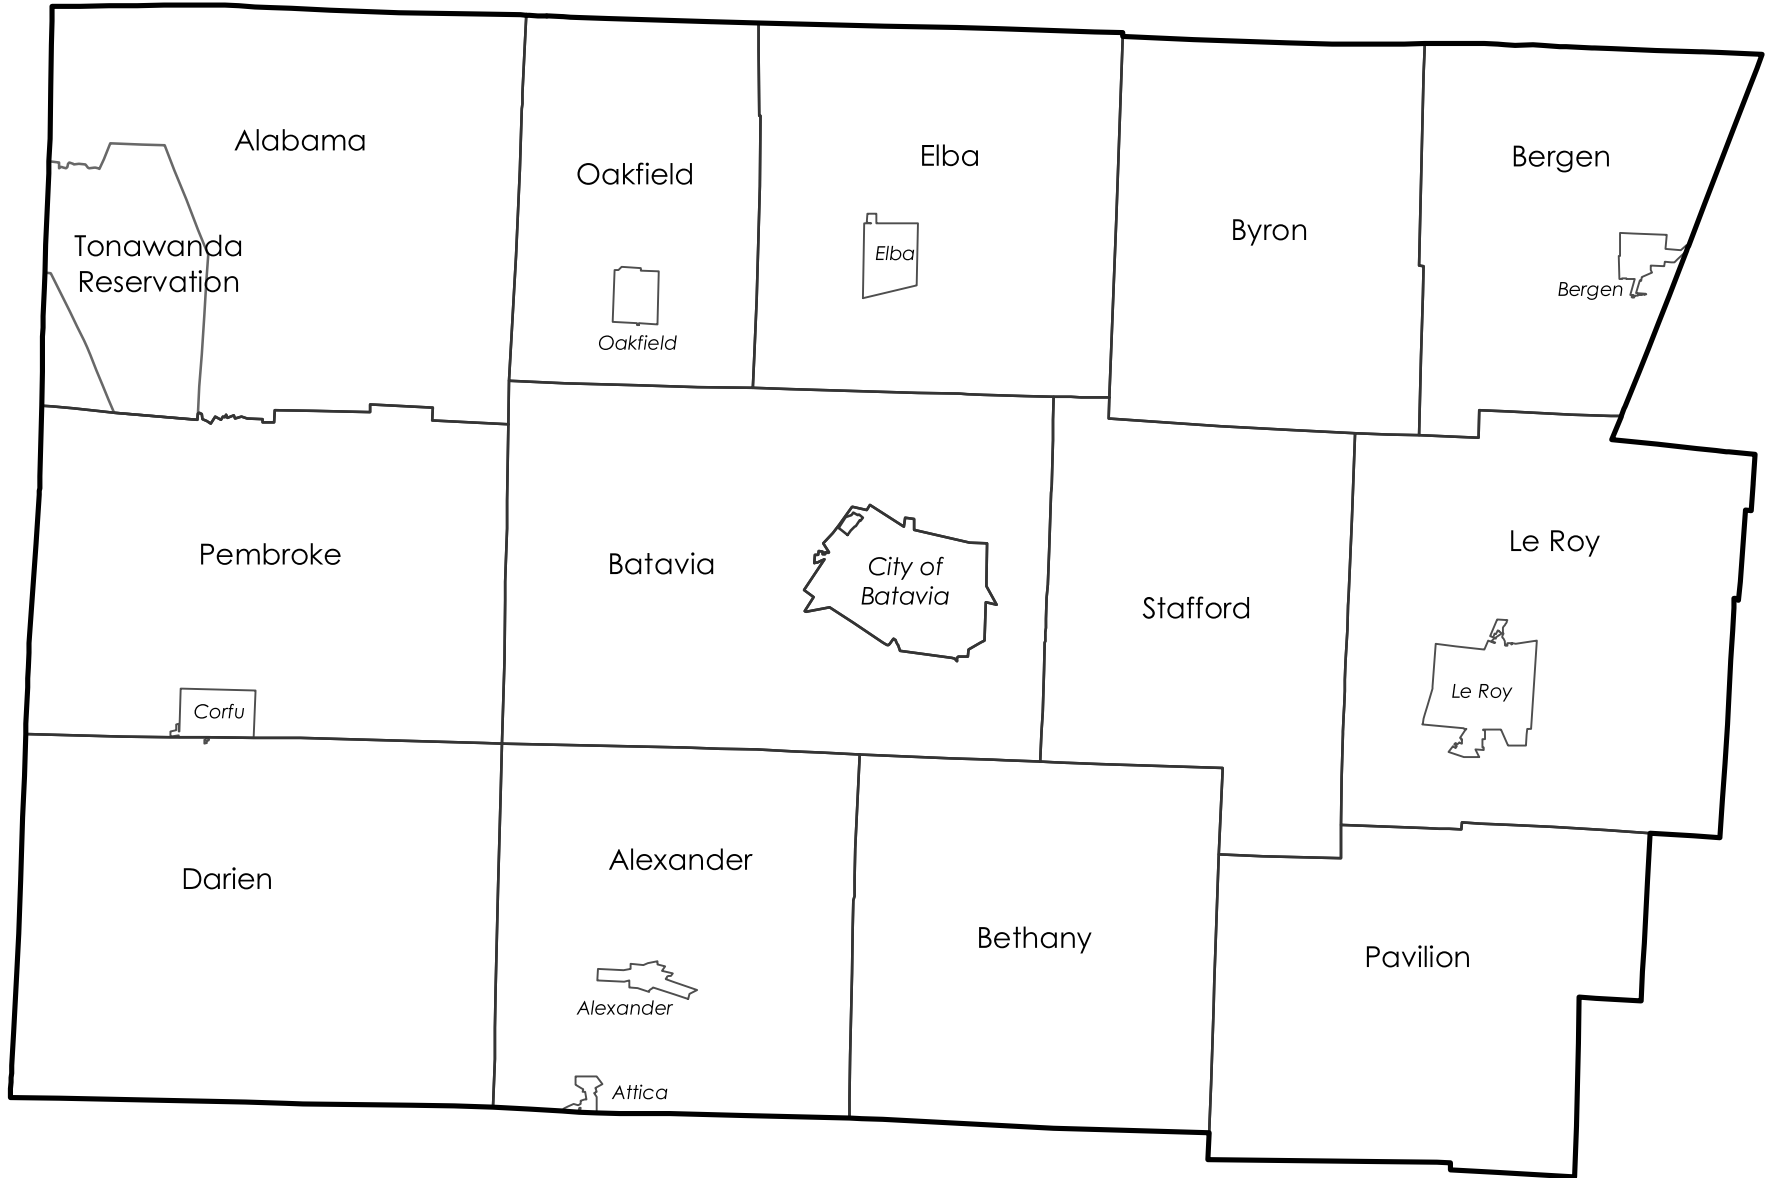 Alabama
Oakfield
Elba
Bergen
Byron
Tonawanda
Reservation
Elba
Bergen
Oakfield
Pembroke
Batavia
City of
Batavia
Stafford
Le Roy
Le Roy
Corfu
Darien
Alexander
Bethany
Pavilion
Alexander
Attica